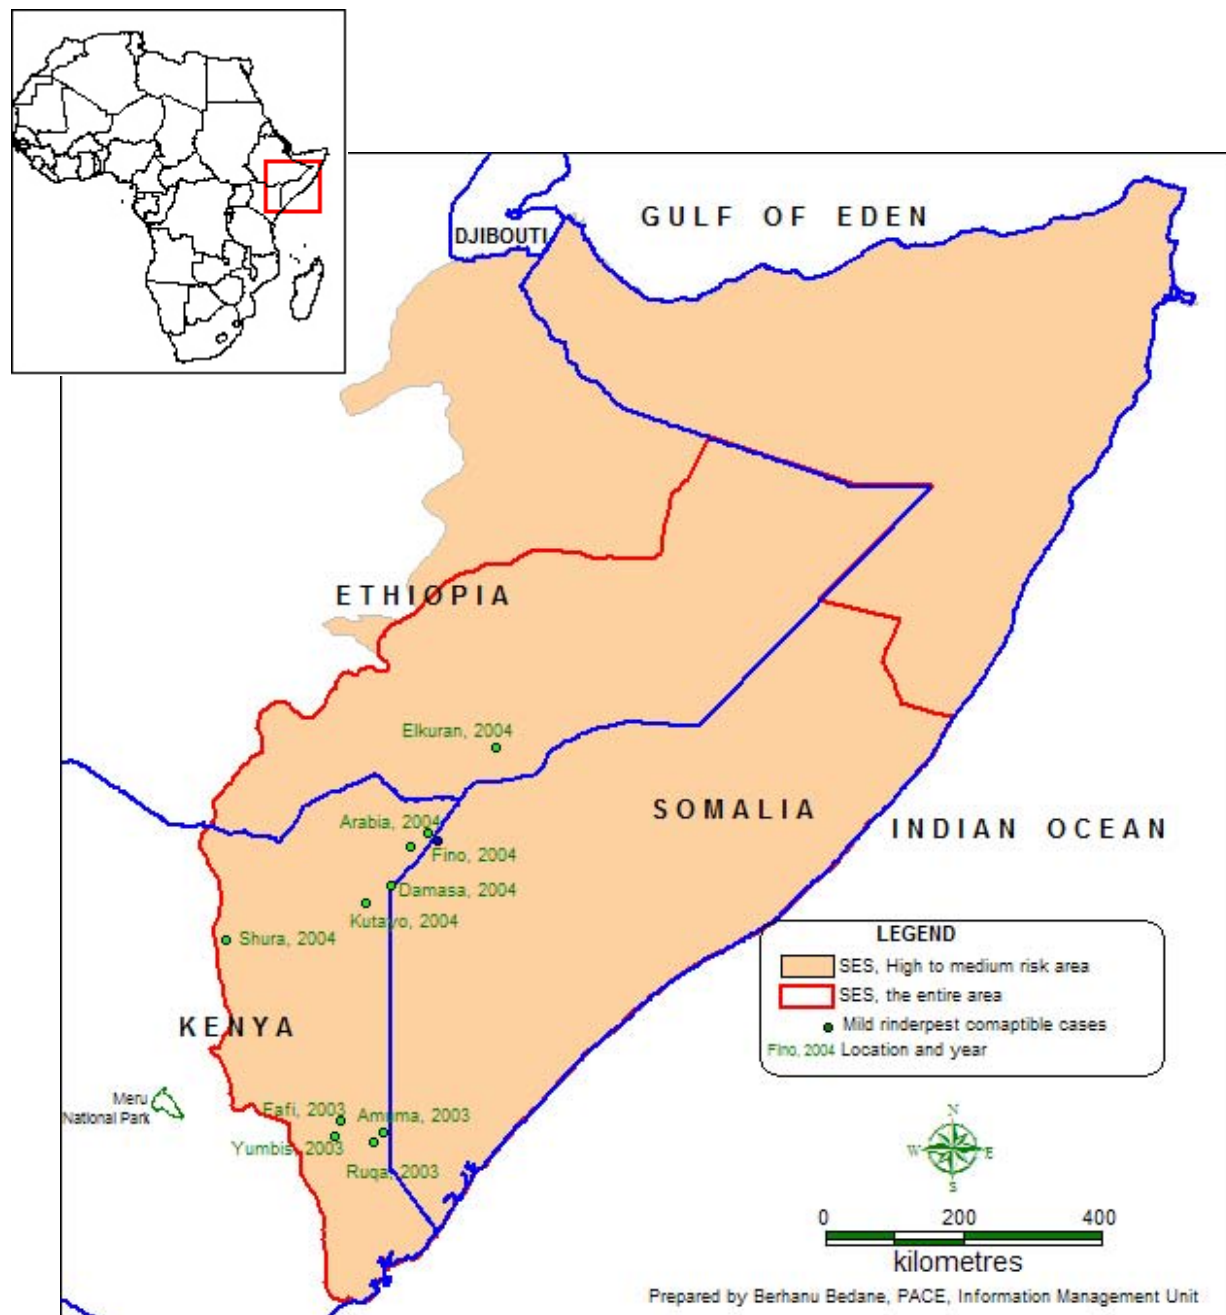 GULF OF EDEN
DJIBOUTI
ETHIOPIA
Elkuran, 2004
SOMALIA
INDIAN OCEAN
Arabia, 2004
Fino, 2004
Damasa, 2004
Kutayo, 2004
Shura, 2004
KENYA
Meru
National Park
Fafi, 2003
Amuma, 2003
Yumbis, 2003
Ruqa, 2003
LEGEND
SES, High to medium risk area
SES, the entire area
Mild rinderpest comaptible cases
Fino, 2004 Location and year
N
W E
S
0 200 400
kilometres
Prepared by Berhanu Bedane, PACE, Information Management Unit